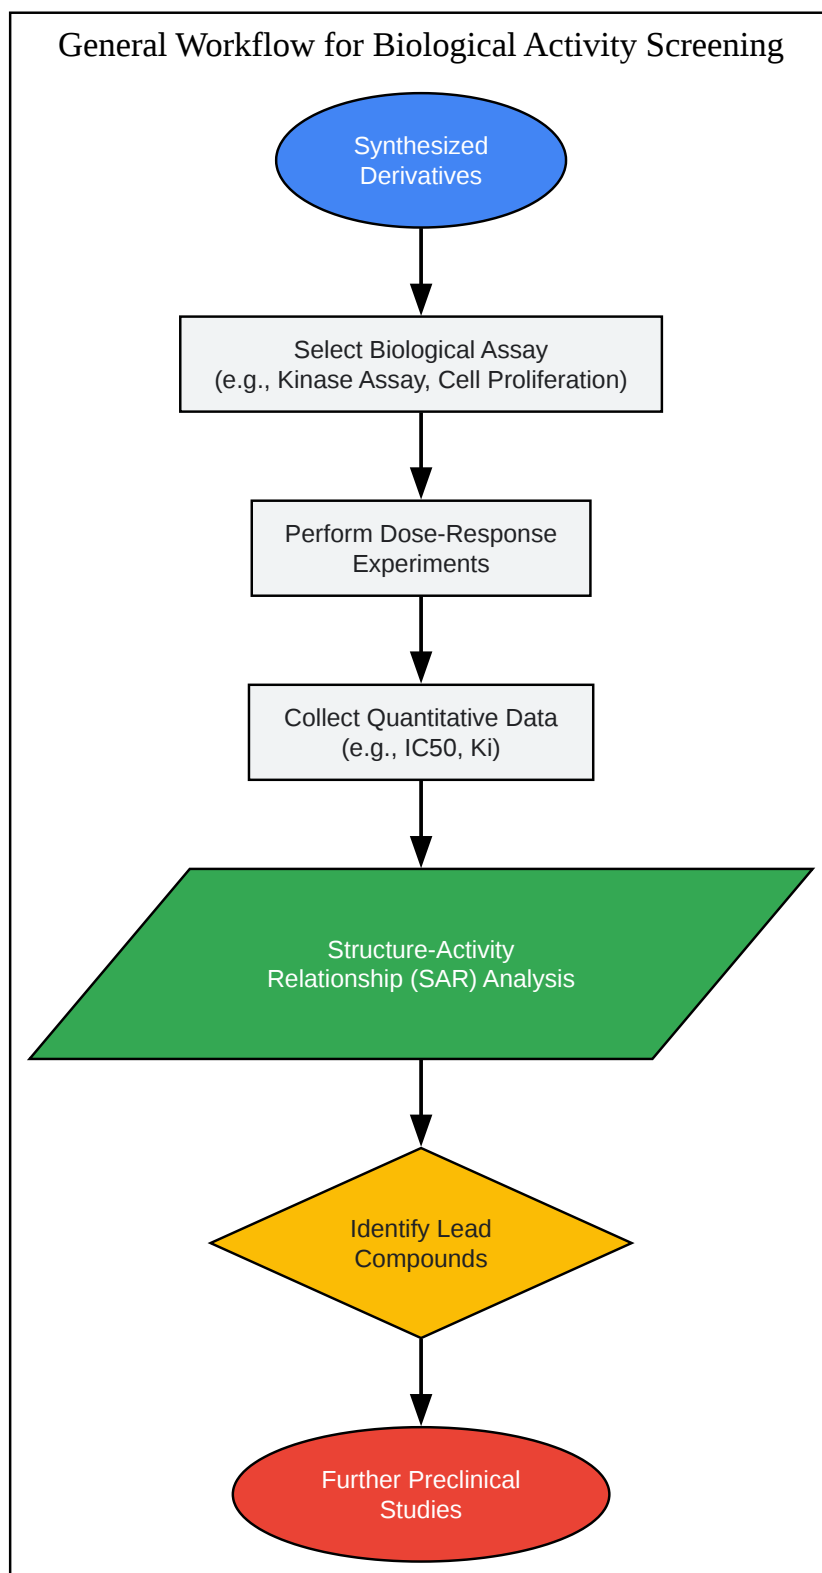 General Workflow for Biological Activity Screening
Synthesized
Derivatives
Select Biological Assay
(e.g., Kinase Assay, Cell Proliferation)
Perform Dose-Response
Experiments
Collect Quantitative Data
(e.g., IC50, Ki)
Structure-Activity
Relationship (SAR) Analysis
Identify Lead
Compounds
Further Preclinical
Studies